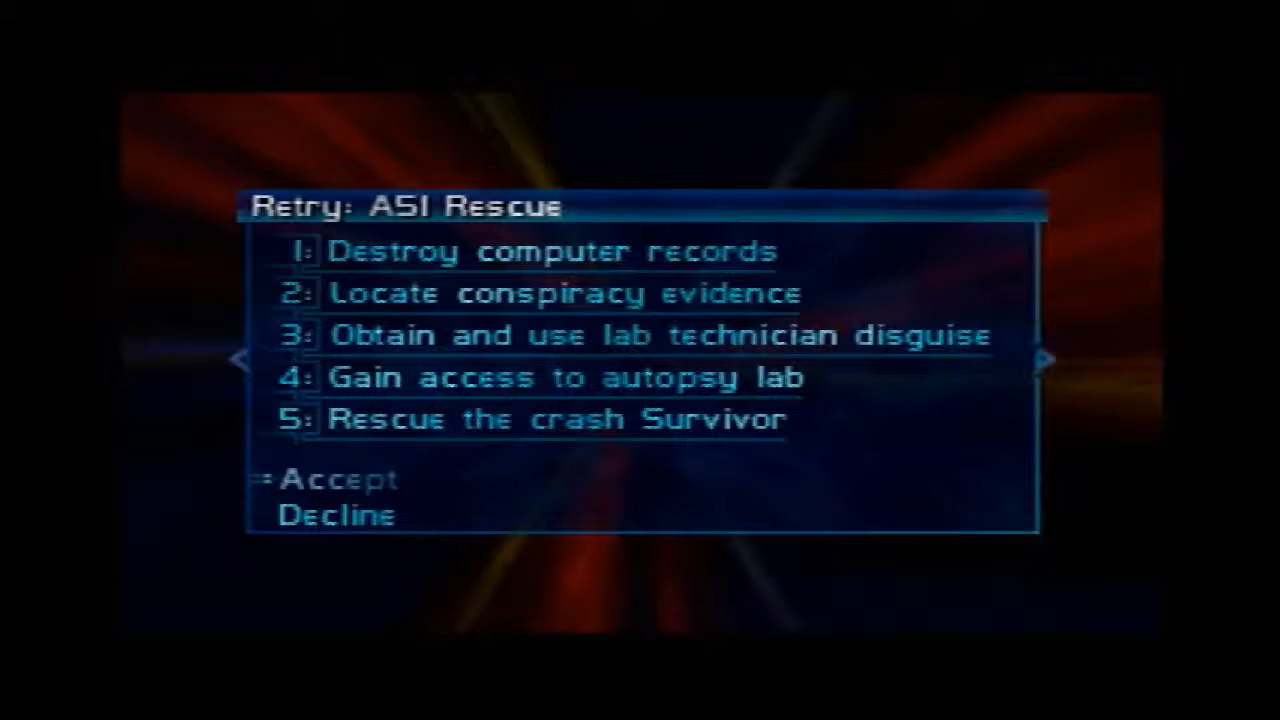 Retry: A51 Rescue
1: Destroy computer records
2: Locate conspiracy evidence
3: Obtain and use lab technician disguise
4: Gain access to autopsy lab
5: Rescue the crash Survivor
Accept
Decline